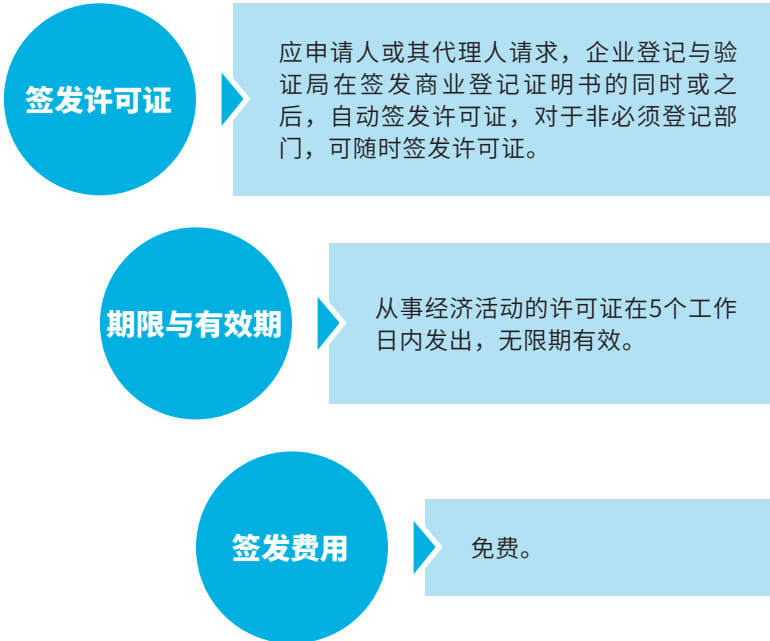 签发许可证
应申请人或其代理人请求，企业登记与验
证局在签发商业登记证明书的同时或之
后，自动签发许可证，对于非必须登记部
门，可随时签发许可证。
期限与有效期
从事经济活动的许可证在5个工作
日内发出，无限期有效。
签发费用
免费。